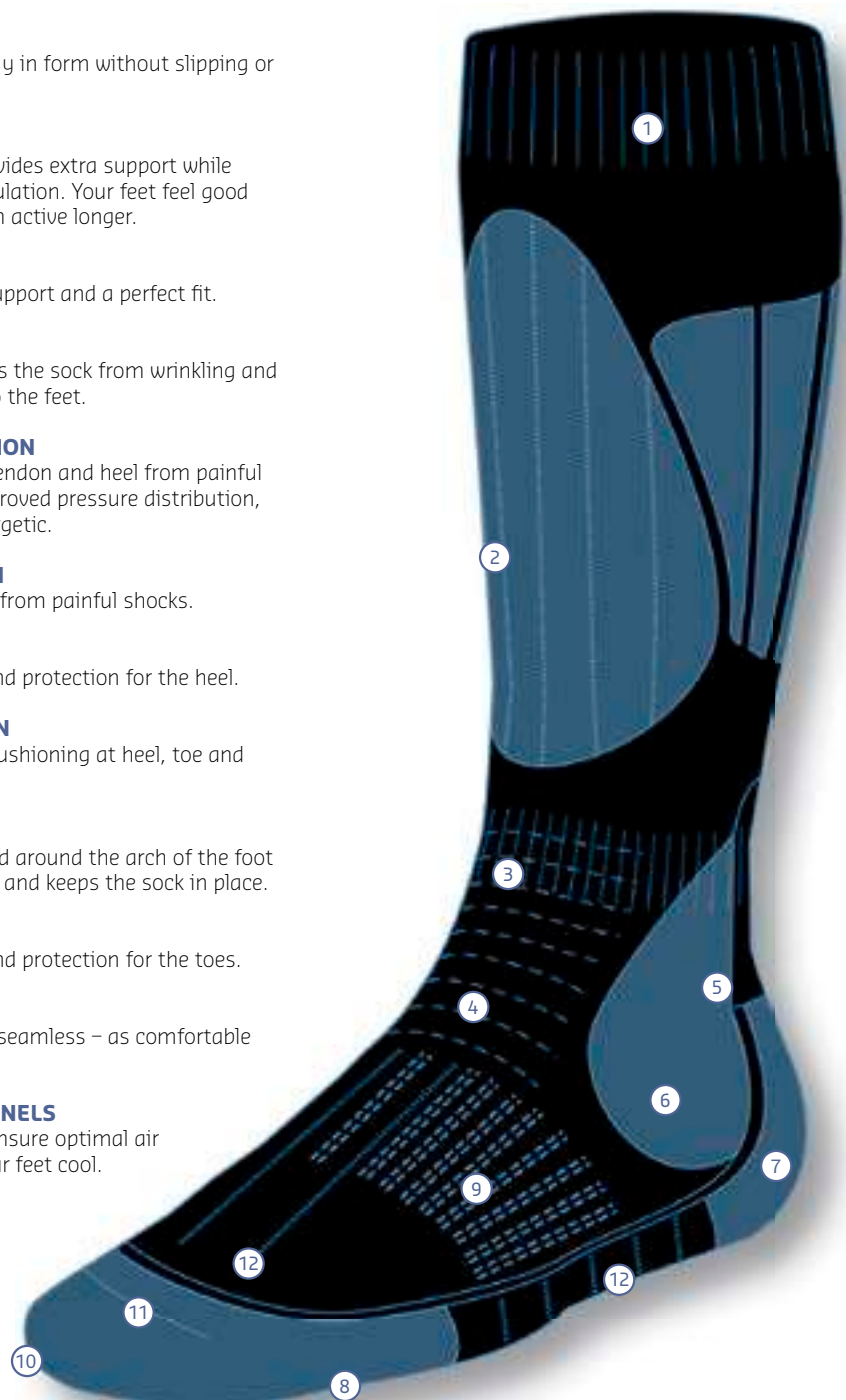 y in form without slipping or
vides extra support while
ulation. Your feet feel good
n active longer.
upport and a perfect fit.
s the sock from wrinkling and
o the feet.
ION
endon and heel from painful
roved pressure distribution,
rgetic.
from painful shocks.
nd protection for the heel.
N
ushioning at heel, toe and
d around the arch of the foot
and keeps the sock in place.
nd protection for the toes.
seamless – as comfortable
NELS
nsure optimal air
r feet cool.
1
2
3
4
5
6
7
9
12
12
11
10
8